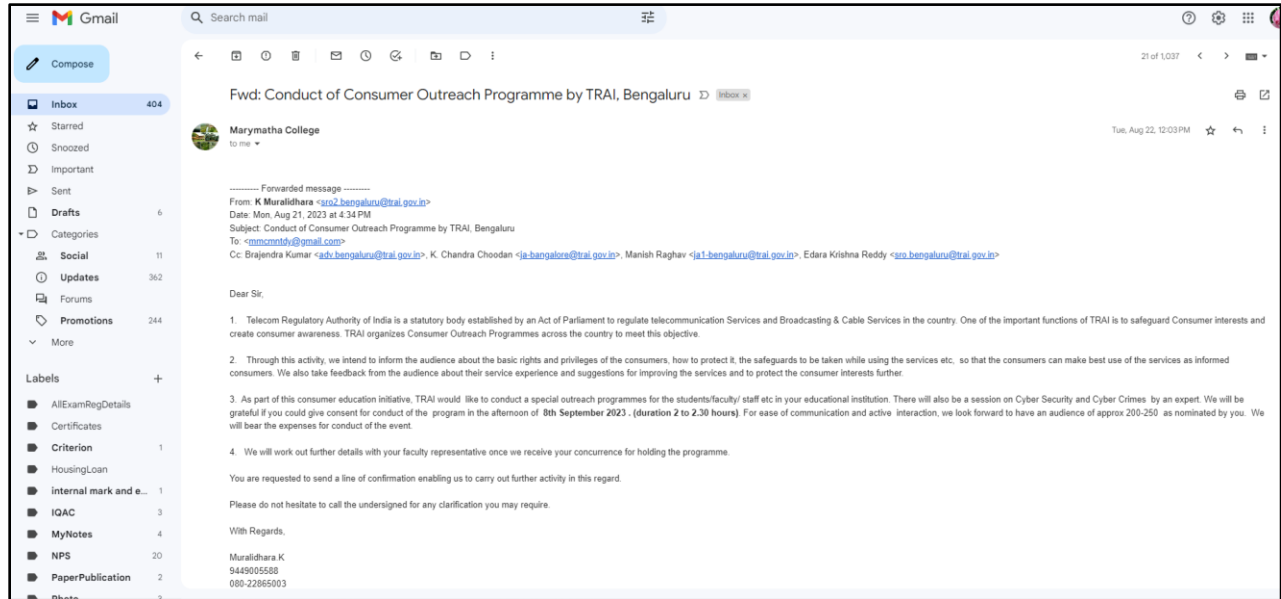 Gmail
Search mail
Compose
21 of 1,037
Inbox 404
Starred
Snoozed
Important
Sent
Drafts 6
Categories
Social 11
Updates 362
Forums
Promotions 244
More
Labels
AllExamRegDetails
Certificates
Criterion 1
HousingLoan
internal mark and e... 1
IQAC 3
MyNotes 4
NPS 20
PaperPublication 2
Photo 3
Fwd: Conduct of Consumer Outreach Programme by TRAI, Bengaluru Inbox x
Marymatha College
to me
Tue, Aug 22, 12:03 PM
---------- Forwarded message ---------
From: K Muralidhara <sro2.bengaluru@trai.gov.in>
Date: Mon, Aug 21, 2023 at 4:34 PM
Subject: Conduct of Consumer Outreach Programme by TRAI, Bengaluru
To: <mmcmntdy@gmail.com>
Cc: Brajendra Kumar <adv.bengaluru@trai.gov.in>, K. Chandra Choodan <ja-bangalore@trai.gov.in>, Manish Raghav <ja1-bengaluru@trai.gov.in>, Edara Krishna Reddy <sro.bengaluru@trai.gov.in>
Dear Sir,
1. Telecom Regulatory Authority of India is a statutory body established by an Act of Parliament to regulate telecommunication Services and Broadcasting & Cable Services in the country. One of the important functions of TRAI is to safeguard Consumer interests and
create consumer awareness. TRAI organizes Consumer Outreach Programmes across the country to meet this objective.
2. Through this activity, we intend to inform the audience about the basic rights and privileges of the consumers, how to protect it, the safeguards to be taken while using the services etc, so that the consumers can make best use of the services as informed
consumers. We also take feedback from the audience about their service experience and suggestions for improving the services and to protect the consumer interests further.
3. As part of this consumer education initiative, TRAI would like to conduct a special outreach programmes for the students/faculty/ staff etc in your educational institution. There will also be a session on Cyber Security and Cyber Crimes by an expert. We will be
grateful if you could give consent for conduct of the program in the afternoon of 8th September 2023 . (duration 2 to 2.30 hours). For ease of communication and active interaction, we look forward to have an audience of approx 200-250 as nominated by you. We
will bear the expenses for conduct of the event.
4. We will work out further details with your faculty representative once we receive your concurrence for holding the programme.
You are requested to send a line of confirmation enabling us to carry out further activity in this regard.
Please do not hesitate to call the undersigned for any clarification you may require.
With Regards,
Muralidhara.K
9449005588
080-22865003